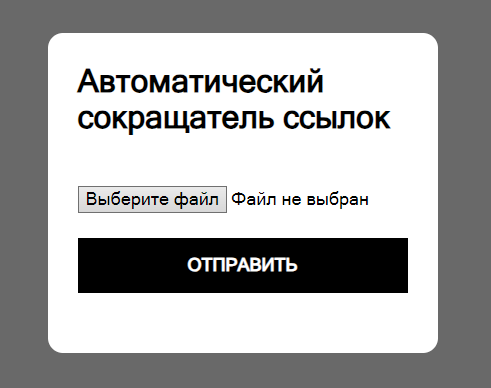 Автоматический
сокращатель ссылок
Выберите файл Файл не выбран
ОТПРАВИТЬ